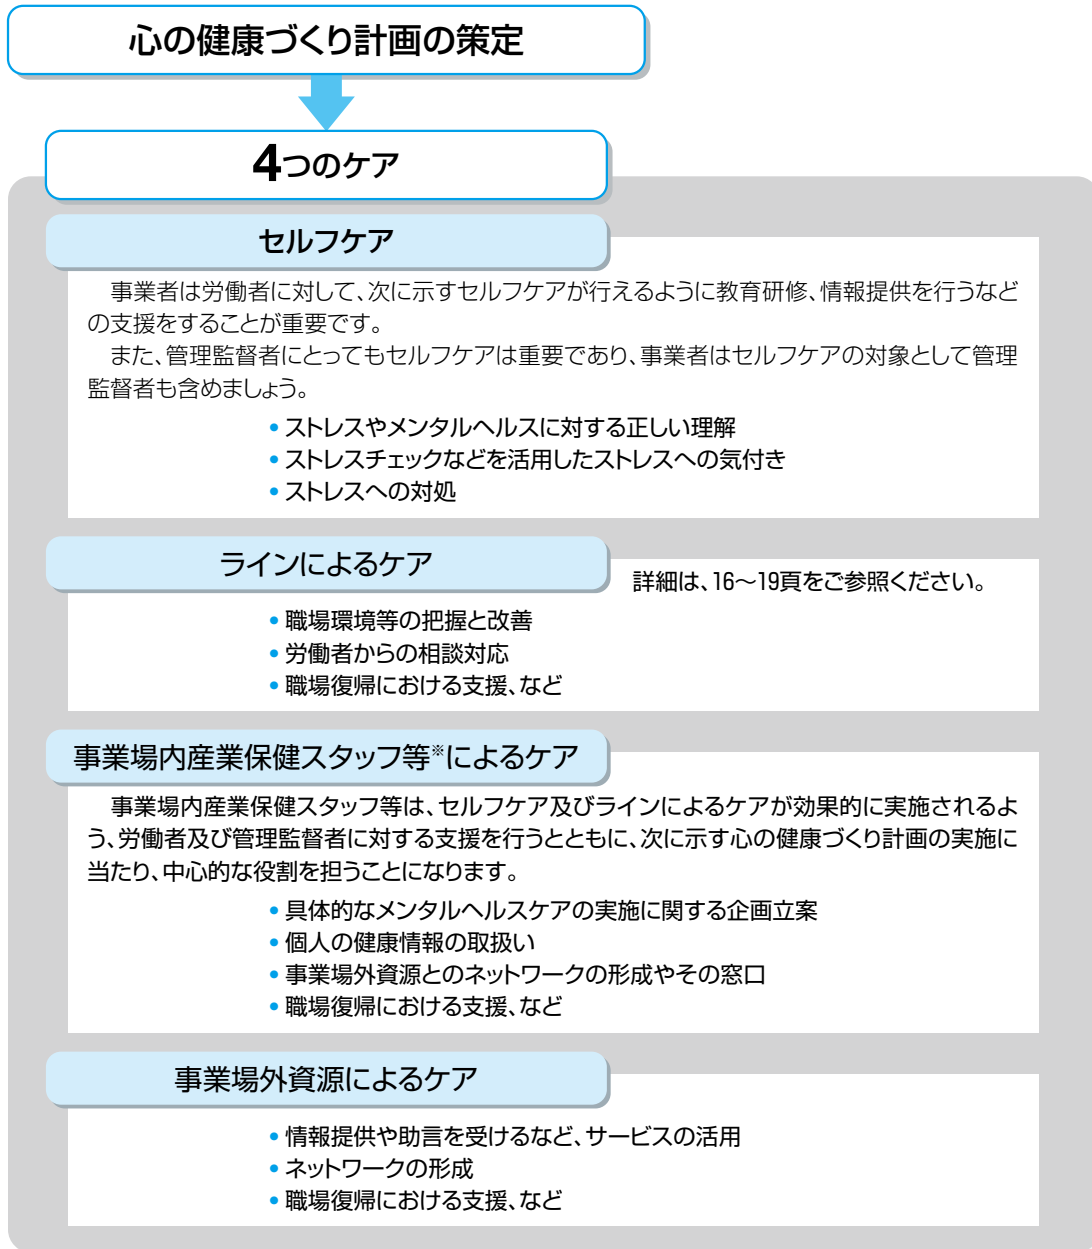 心の健康づくり計画の策定
4つのケア
セルフケア
事業者は労働者に対して、次に示すセルフケアが行えるように教育研修、情報提供を行うなど
の支援をすることが重要です。
また、管理監督者にとってもセルフケアは重要であり、事業者はセルフケアの対象として管理
監督者も含めましょう。
• ストレスやメンタルヘルスに対する正しい理解
• ストレスチェックなどを活用したストレスへの気付き
• ストレスへの対処
ラインによるケア
詳細は、16～19頁をご参照ください。
• 職場環境等の把握と改善
• 労働者からの相談対応
• 職場復帰における支援、など
事業場内産業保健スタッフ等※によるケア
事業場内産業保健スタッフ等は、セルフケア及びラインによるケアが効果的に実施されるよ
う、労働者及び管理監督者に対する支援を行うとともに、次に示す心の健康づくり計画の実施に
当たり、中心的な役割を担うことになります。
• 具体的なメンタルヘルスケアの実施に関する企画立案
• 個人の健康情報の取扱い
• 事業場外資源とのネットワークの形成やその窓口
• 職場復帰における支援、など
事業場外資源によるケア
• 情報提供や助言を受けるなど、サービスの活用
• ネットワークの形成
• 職場復帰における支援、など